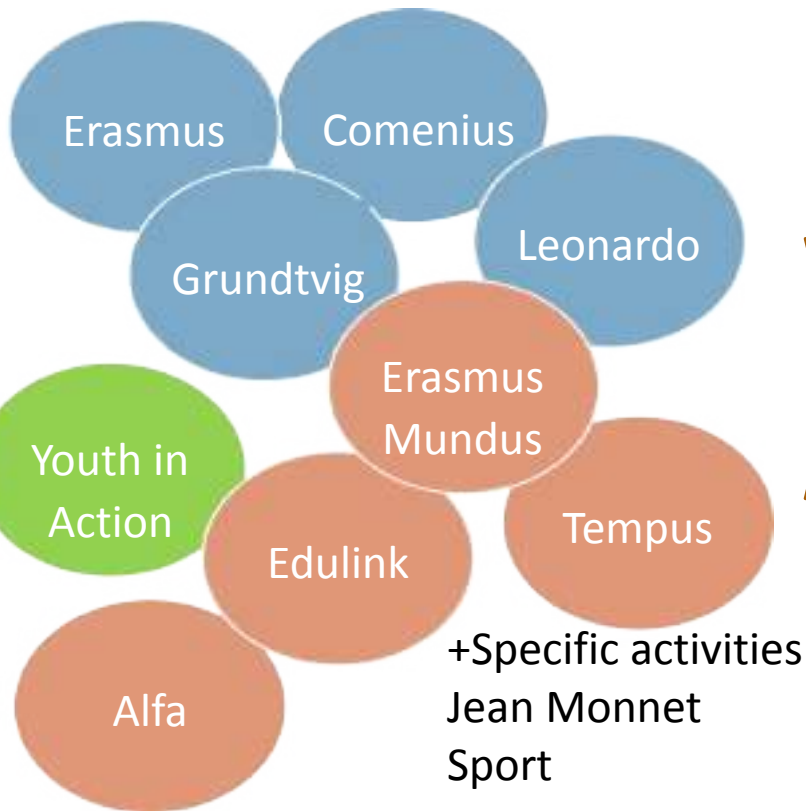 Erasmus
Comenius
Leonardo
Grundtvig
Erasmus
Mundus
Youth in
Action
Tempus
Edulink
Alfa
+Specific activities
Jean Monnet
Sport